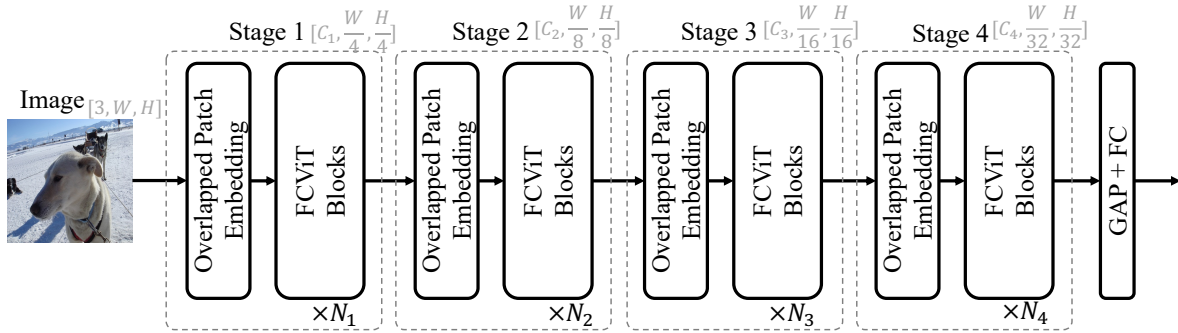 Image [3, W, H]
Stage 1 [C₁, W/4, H/4]
Overlapped Patch
Embedding
FCViT
Blocks
×N₁
Stage 2 [C₂, W/8, H/8]
Overlapped Patch
Embedding
FCViT
Blocks
×N₂
Stage 3 [C₃, W/16, H/16]
Overlapped Patch
Embedding
FCViT
Blocks
×N₃
Stage 4 [C₄, W/32, H/32]
Overlapped Patch
Embedding
FCViT
Blocks
×N₄
GAP + FC